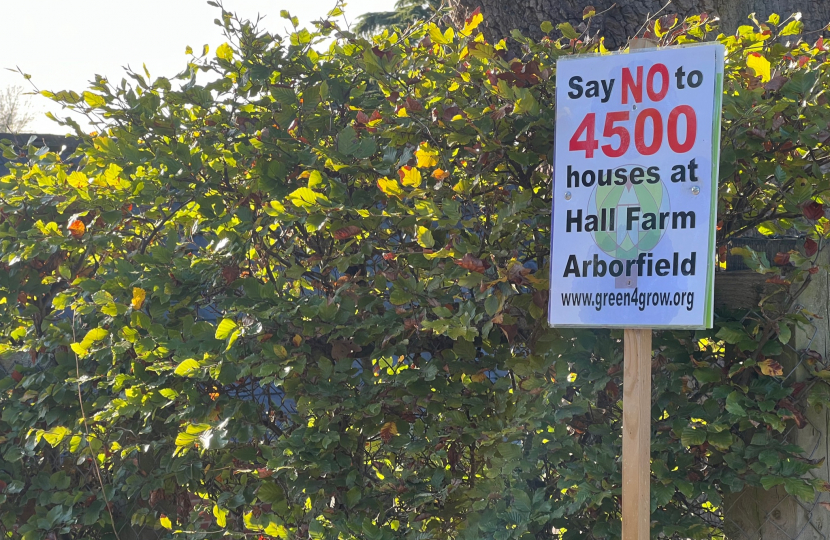 Say NO to
4500
houses at
Hall Farm
Arborfield
www.green4grow.org